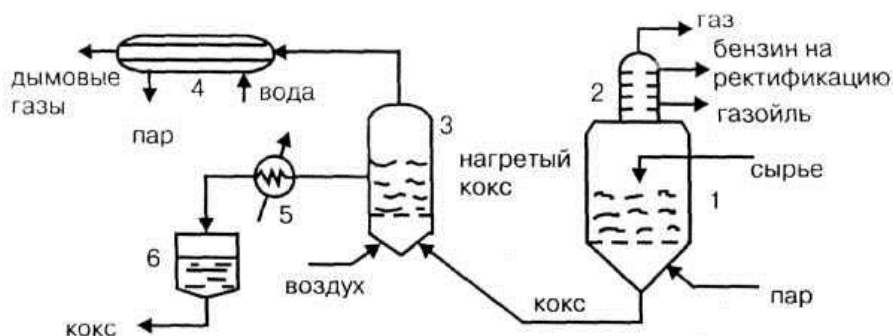 газ
бензин на
ректификацию
2
газойль
4
дымовые
газы
вода
пар
3
нагретый
кокс
сырье
1
5
6
воздух
кокс
пар
кокс